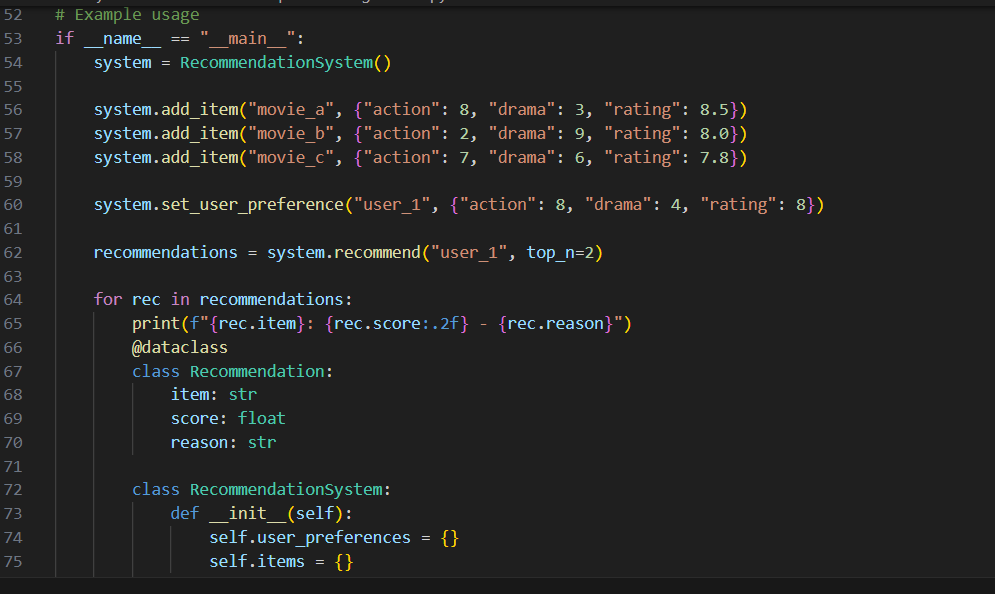 52 # Example usage
53 if __name__ == "__main__":
54     system = RecommendationSystem()
55
56     system.add_item("movie_a", {"action": 8, "drama": 3, "rating": 8.5})
57     system.add_item("movie_b", {"action": 2, "drama": 9, "rating": 8.0})
58     system.add_item("movie_c", {"action": 7, "drama": 6, "rating": 7.8})
59
60     system.set_user_preference("user_1", {"action": 8, "drama": 4, "rating": 8})
61
62     recommendations = system.recommend("user_1", top_n=2)
63
64     for rec in recommendations:
65         print(f"{rec.item}: {rec.score:.2f} - {rec.reason}")
66         @dataclass
67         class Recommendation:
68             item: str
69             score: float
70             reason: str
71
72         class RecommendationSystem:
73             def __init__(self):
74                 self.user_preferences = {}
75                 self.items = {}